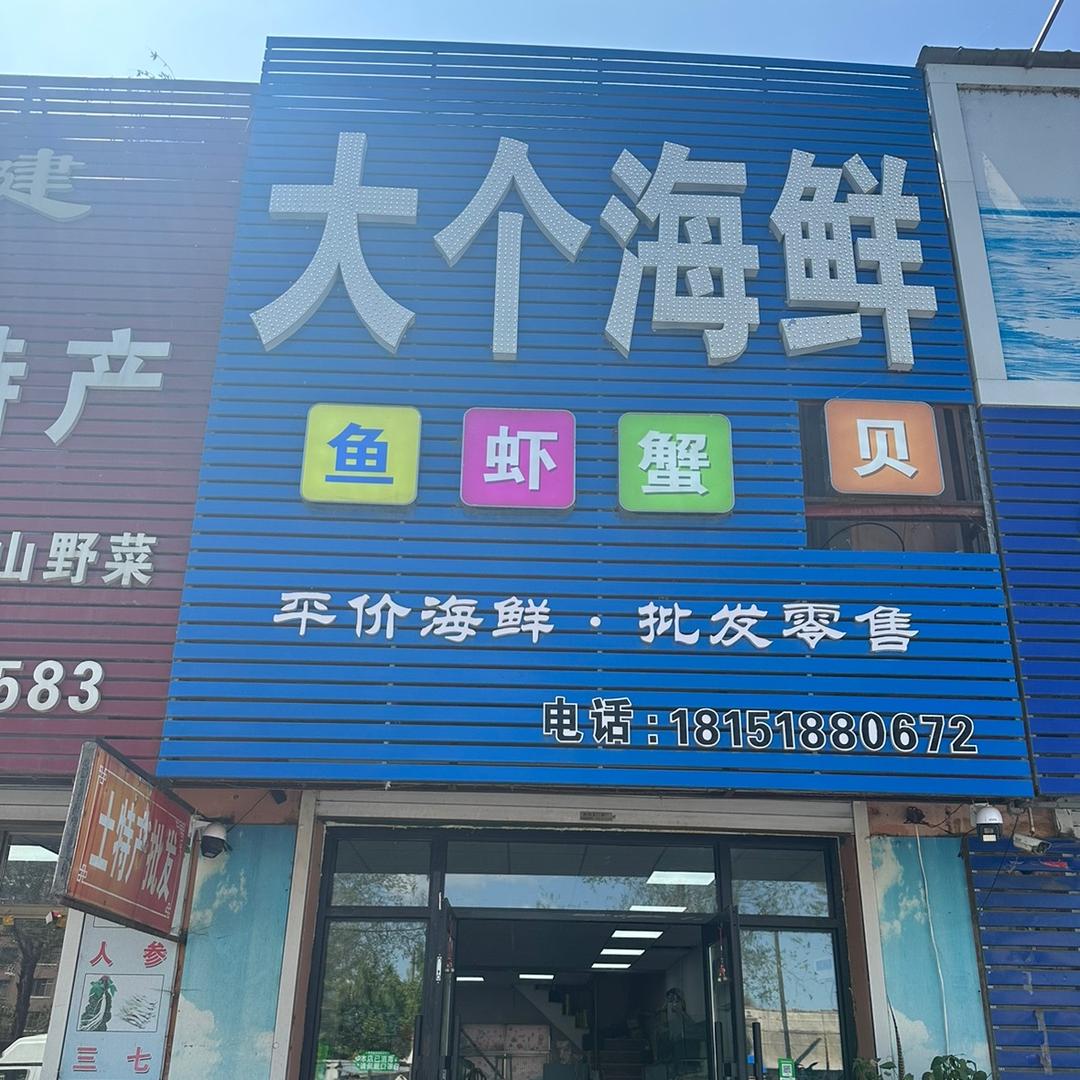 大个海鲜
鱼 虾 蟹 贝
平价海鲜·批发零售
电话:18151880672
建
特产
山野菜
583
土特产批发
人参
三七